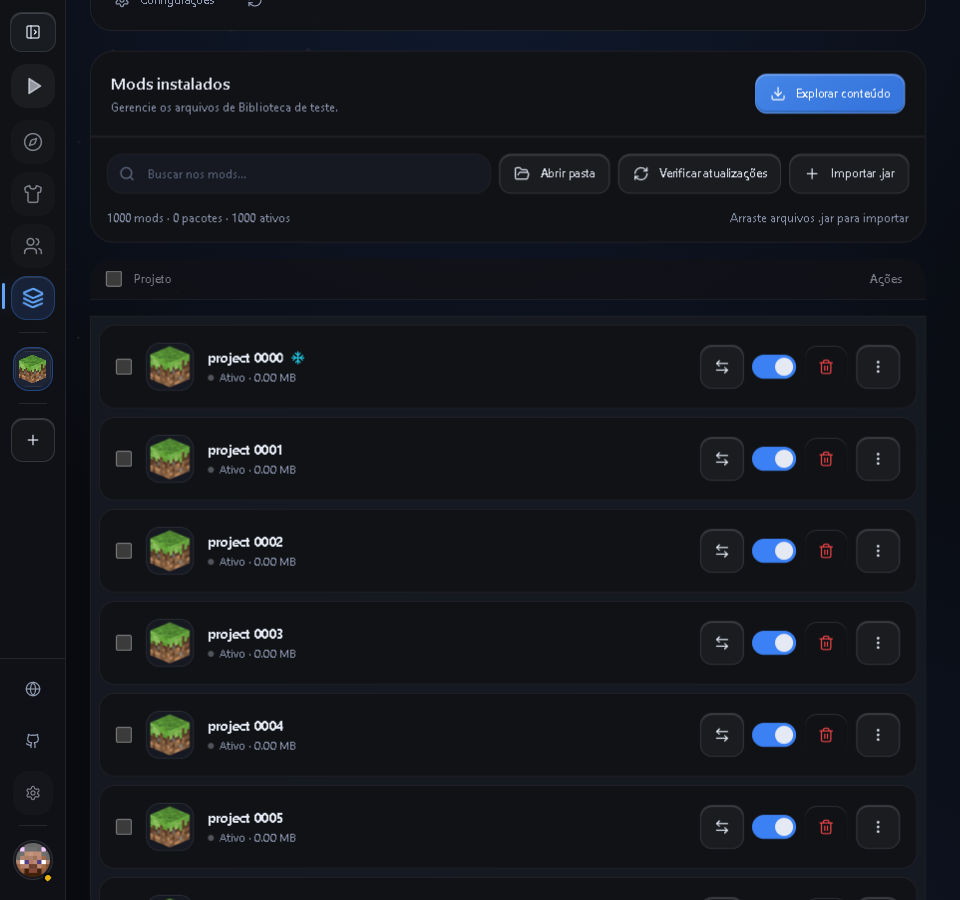 Configurações
Mods instalados
Gerencie os arquivos de Biblioteca de teste.
Explorar conteúdo
Buscar nos mods...
Abrir pasta
Verificar atualizações
Importar .jar
1000 mods · 0 pacotes · 1000 ativos
Arraste arquivos .jar para importar
Projeto
Ações
project 0000
Ativo · 0.00 MB
project 0001
Ativo · 0.00 MB
project 0002
Ativo · 0.00 MB
project 0003
Ativo · 0.00 MB
project 0004
Ativo · 0.00 MB
project 0005
Ativo · 0.00 MB